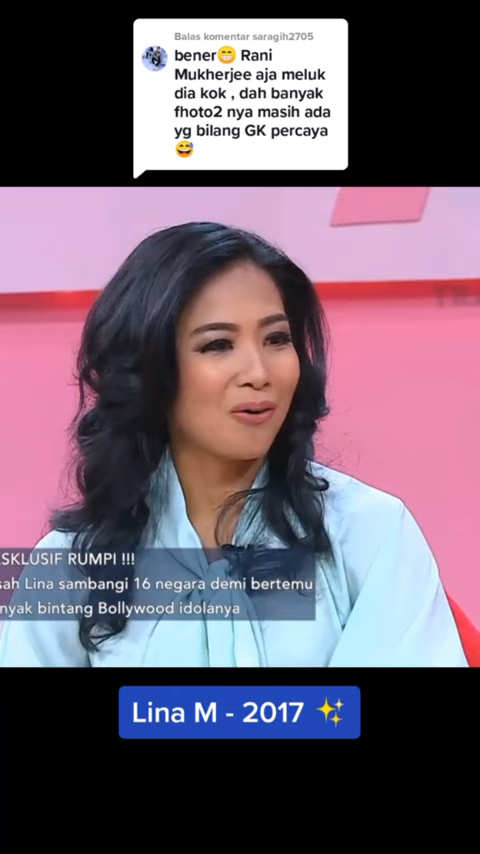 Balas komentar saragih2705
bener😁 Rani
Mukherjee aja meluk
dia kok , dah banyak
fhoto2 nya masih ada
yg bilang GK percaya
😅
SKLUSIF RUMPI !!!
sah Lina sambangi 16 negara demi bertemu
nyak bintang Bollywood idolanya
Lina M - 2017 ✨